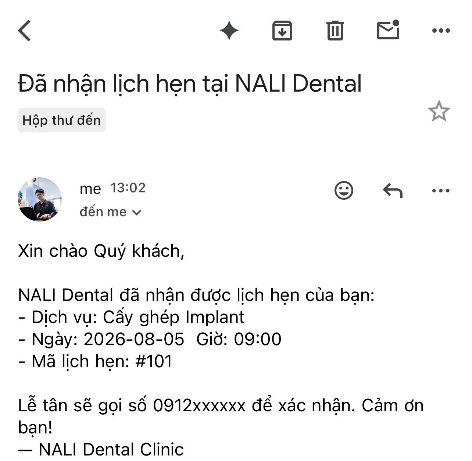 Đã nhận lịch hẹn tại NALI Dental
Hộp thư đến
me 13:02
đến me
Xin chào Quý khách,
NALI Dental đã nhận được lịch hẹn của bạn:
- Dịch vụ: Cấy ghép Implant
- Ngày: 2026-08-05  Giờ: 09:00
- Mã lịch hẹn: #101
Lễ tân sẽ gọi số 0912xxxxxx để xác nhận. Cảm ơn
bạn!
— NALI Dental Clinic